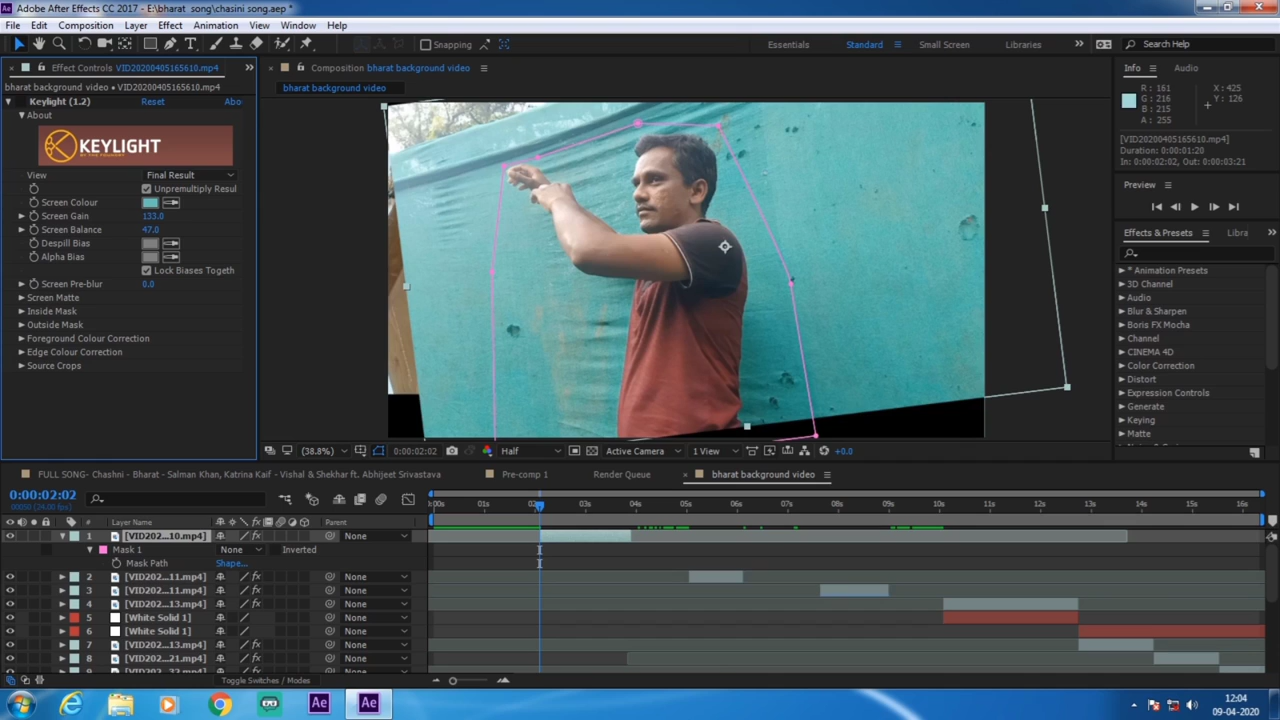 Adobe After Effects CC 2017 - E:\bharat song\chasini song.aep *
File Edit Composition Layer Effect Animation View Window Help
Snapping
Essentials Standard Small Screen Libraries
Search Help
Effect Controls VID20200405165610.mp4
bharat background video • VID20200405165610.mp4
Keylight (1.2) Reset Abo
About
KEYLIGHT
BY THE FOUNDRY
View Final Result
Unpremultiply Resul
Screen Colour
Screen Gain 133.0
Screen Balance 47.0
Despill Bias
Alpha Bias
Lock Biases Togeth
Screen Pre-blur 0.0
Screen Matte
Inside Mask
Outside Mask
Foreground Colour Correction
Edge Colour Correction
Source Crops
Composition bharat background video
bharat background video
(38.8%) 0:00:02:02 Half Active Camera 1 View +0.0
Info Audio
R : 161
G : 216
B : 215
A : 255
X : 425
Y : 126
[VID20200405165610.mp4]
Duration: 0:00:01:20
In: 0:00:02:02, Out: 0:00:03:21
Preview
Effects & Presets Libra
* Animation Presets
3D Channel
Audio
Blur & Sharpen
Boris FX Mocha
Channel
CINEMA 4D
Color Correction
Distort
Expression Controls
Generate
Keying
Matte
FULL SONG- Chashni - Bharat - Salman Khan, Katrina Kaif - Vishal & Shekhar ft. Abhijeet Srivastava
Pre-comp 1
Render Queue
bharat background video
0:00:02:02
00050 (24.00 fps)
# Layer Name Parent
:00s 01s 02s 03s 04s 05s 06s 07s 08s 09s 10s 11s 12s 13s 14s 15s 16s
1 [VID202...10.mp4] None
Mask 1 None Inverted
Mask Path Shape...
2 [VID202...11.mp4] None
3 [VID202...11.mp4] None
4 [VID202...13.mp4] None
5 [White Solid 1] None
6 [White Solid 1] None
7 [VID202...13.mp4] None
8 [VID202...21.mp4] None
Toggle Switches / Modes
Ae
Ae
12:04
09-04-2020